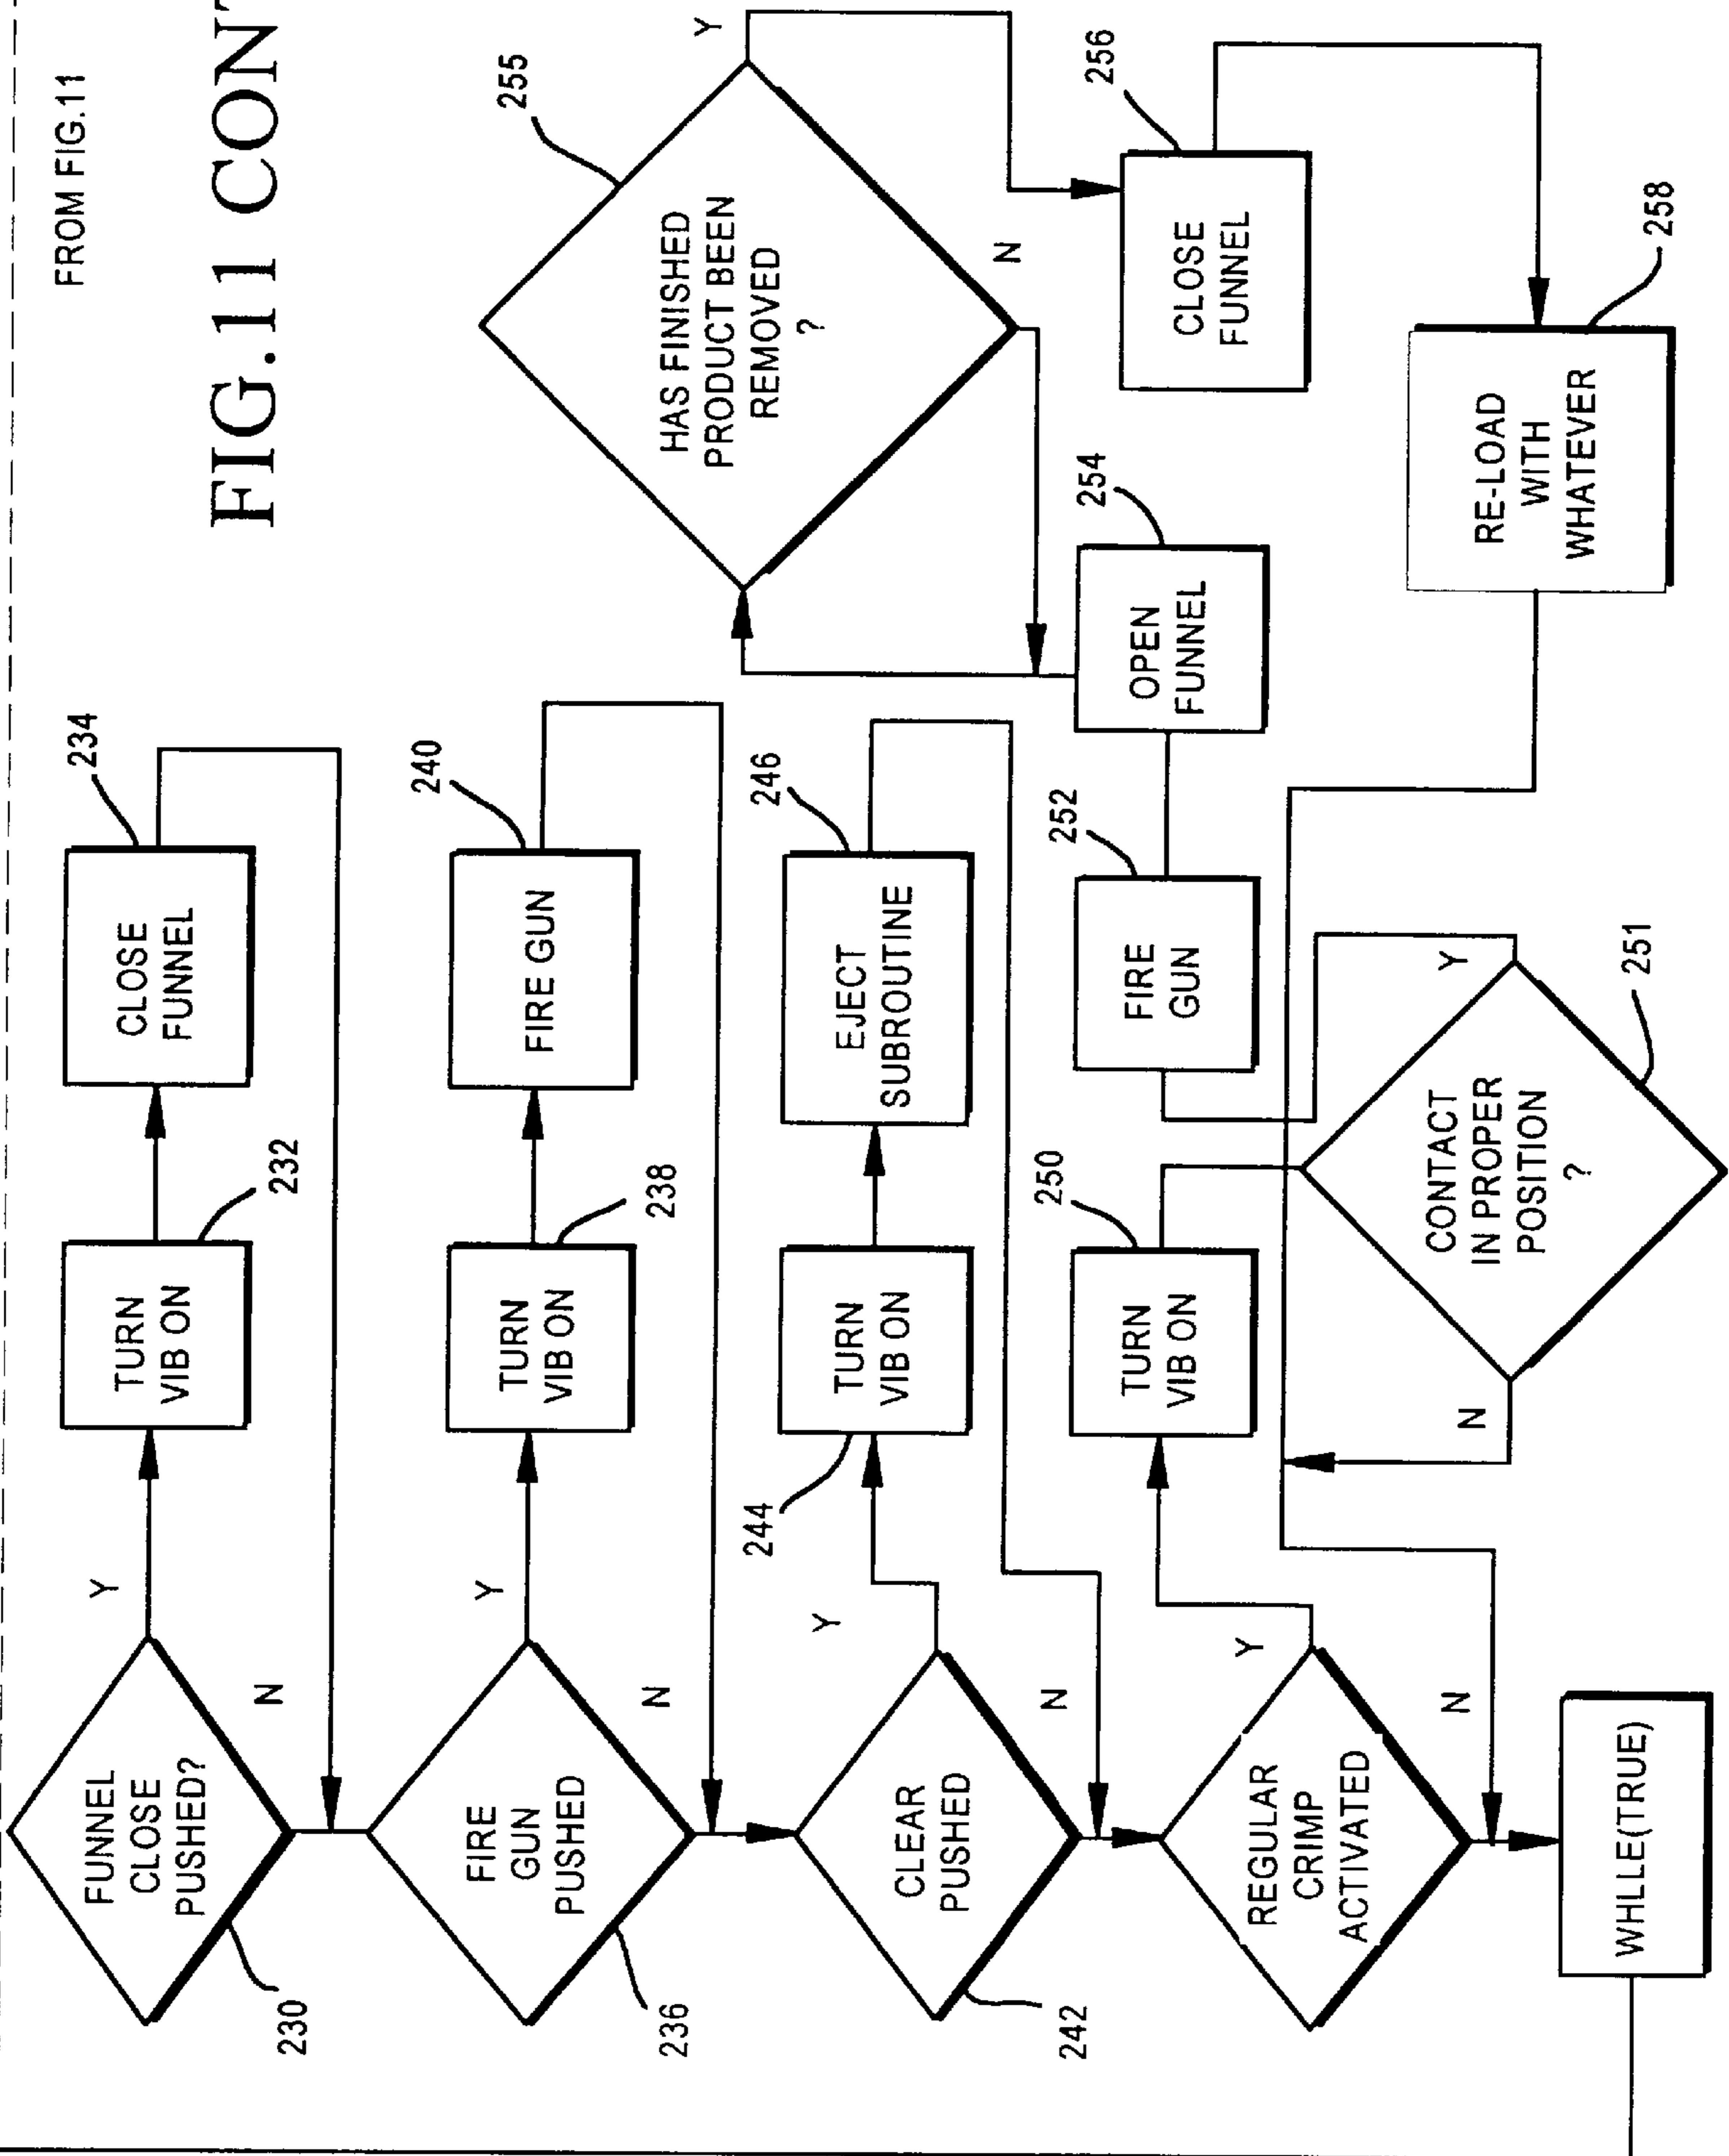 FROM FIG.11
FIG.11 CONT
FUNNEL
CLOSE
PUSHED?
230
Y
N
TURN
VIB ON
232
CLOSE
FUNNEL
234
FIRE
GUN
PUSHED
236
Y
N
TURN
VIB ON
238
FIRE GUN
240
CLEAR
PUSHED
242
Y
N
TURN
VIB ON
244
EJECT
SUBROUTINE
246
REGULAR
CRIMP
ACTIVATED
Y
N
TURN
VIB ON
250
CONTACT
IN PROPER
POSITION
?
251
Y
N
FIRE
GUN
252
OPEN
FUNNEL
254
HAS FINISHED
PRODUCT BEEN
REMOVED
?
255
Y
N
CLOSE
FUNNEL
256
RE-LOAD
WITH
WHATEVER
258
WHLLE(TRUE)